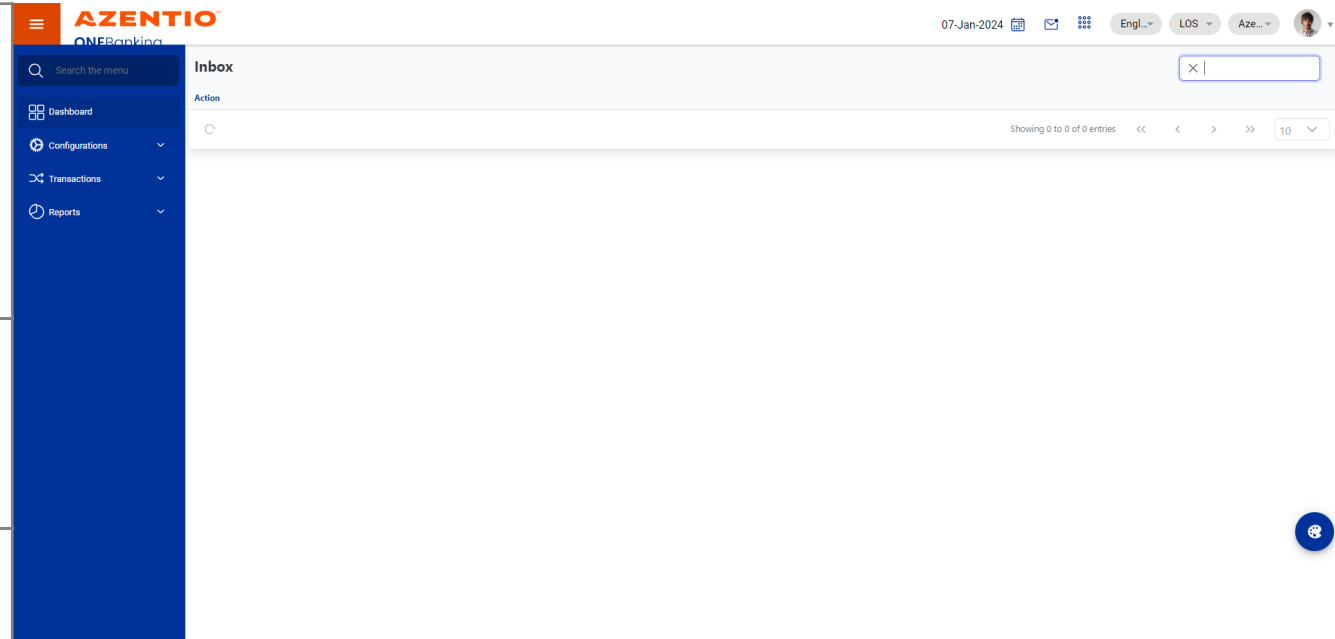 AZENTIO™
ONEBanking
07-Jan-2024
Engl...
LOS
Aze...
Search the menu
Dashboard
Configurations
Transactions
Reports
Inbox
Action
Showing 0 to 0 of 0 entries
10